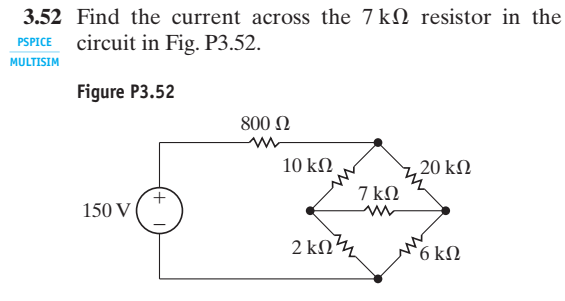 3.52 Find the current across the 7 kΩ resistor in the
PSPICE circuit in Fig. P3.52.
MULTISIM
Figure P3.52
800 Ω
10 kΩ
20 kΩ
7 kΩ
150 V
+
−
2 kΩ
6 kΩ